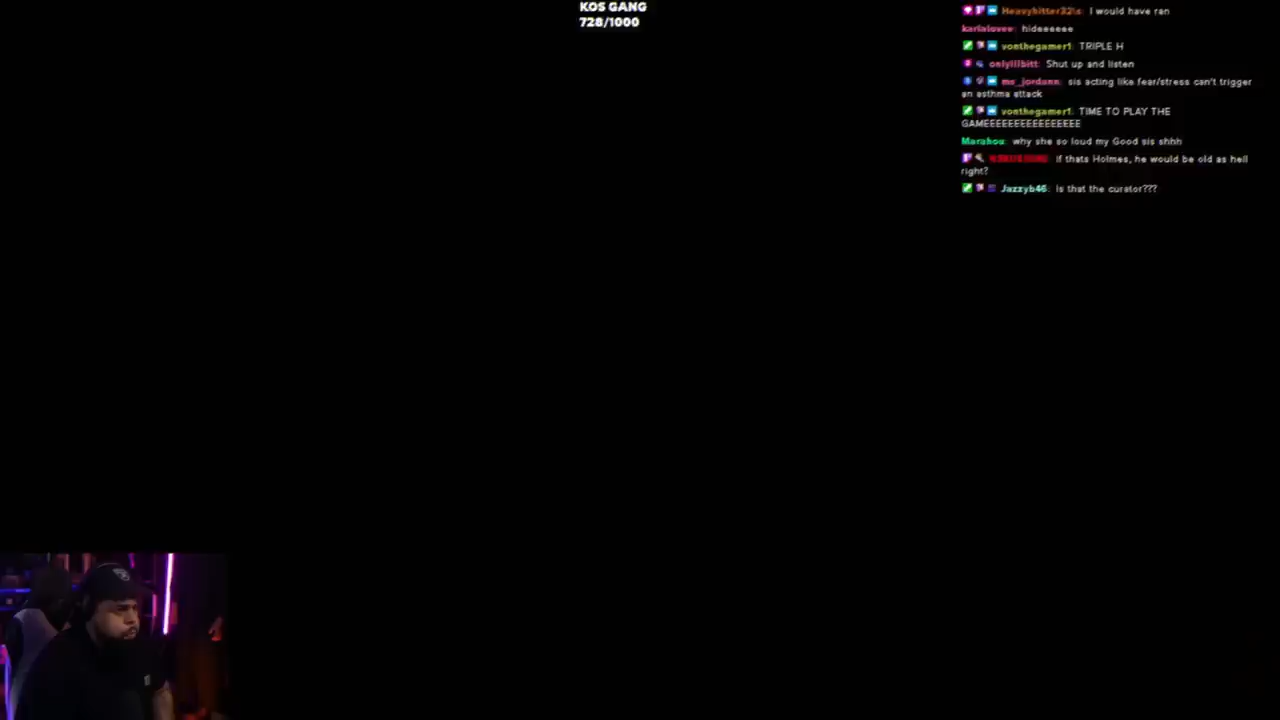 KOS GANG
728/1000
Heavyhitter32\s: I would have ran
karlalovee: hideeeeee
vonthegamer1: TRIPLE H
onlyillbitt: Shut up and listen
ms_jordann: sis acting like fear/stress can't trigger
an asthma attack
vonthegamer1: TIME TO PLAY THE
GAMEEEEEEEEEEEEEEEE
Marahou: why she so loud my Good sis shhh
if thats Holmes, he would be old as hell
right?
Jazzyb46: Is that the curator???